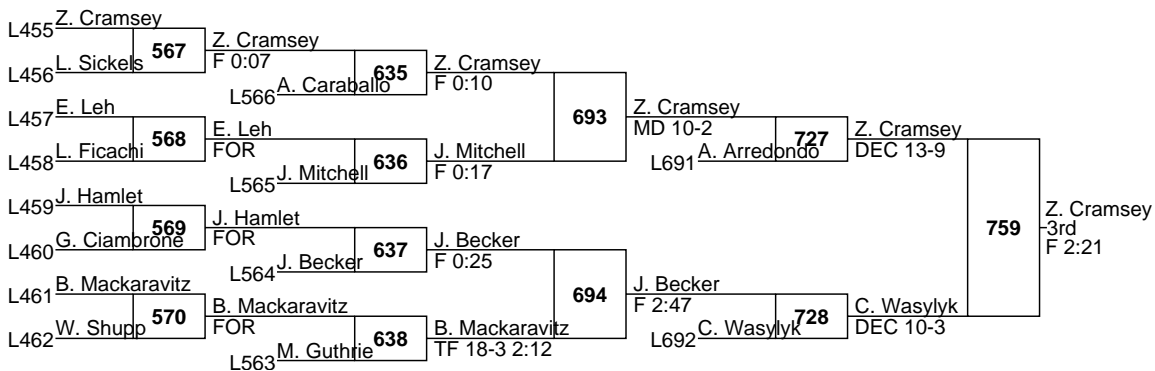 L455 Z. Cramsey
567
L456 L. Sickels
Z. Cramsey
F 0:07
635
L566 A. Caraballo
Z. Cramsey
F 0:10
L457 E. Leh
568
L458 L. Ficachi
E. Leh
FOR
636
L565 J. Mitchell
J. Mitchell
F 0:17
693
Z. Cramsey
MD 10-2
727
L691 A. Arredondo
Z. Cramsey
DEC 13-9
L459 J. Hamlet
569
L460 G. Ciambrone
J. Hamlet
FOR
637
L564 J. Becker
J. Becker
F 0:25
L461 B. Mackaravitz
570
L462 W. Shupp
B. Mackaravitz
FOR
638
L563 M. Guthrie
B. Mackaravitz
TF 18-3 2:12
694
J. Becker
F 2:47
728
L692 C. Wasylyk
C. Wasylyk
DEC 10-3
759
Z. Cramsey
3rd
F 2:21